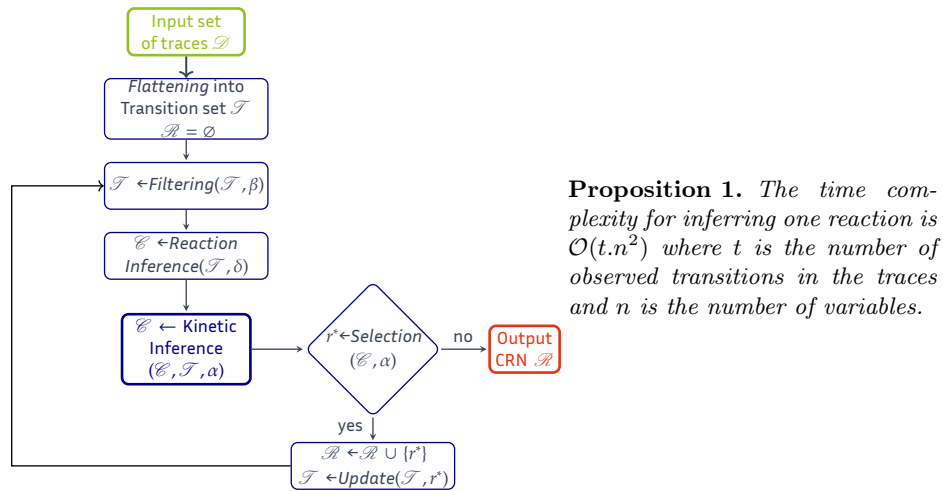 Input set
of traces 𝒟
Flattening into
Transition set 𝒯
ℛ = ∅
𝒯 ←Filtering(𝒯, β)
𝒞 ←Reaction
Inference(𝒯, δ)
𝒞 ← Kinetic
Inference
(𝒞, 𝒯, α)
r*←Selection
(𝒞, α)
no
Output
CRN ℛ
yes
ℛ ←ℛ ∪ {r*}
𝒯 ←Update(𝒯, r*)
Proposition 1. The time com-
plexity for inferring one reaction is
𝒪(t.n²) where t is the number of
observed transitions in the traces
and n is the number of variables.